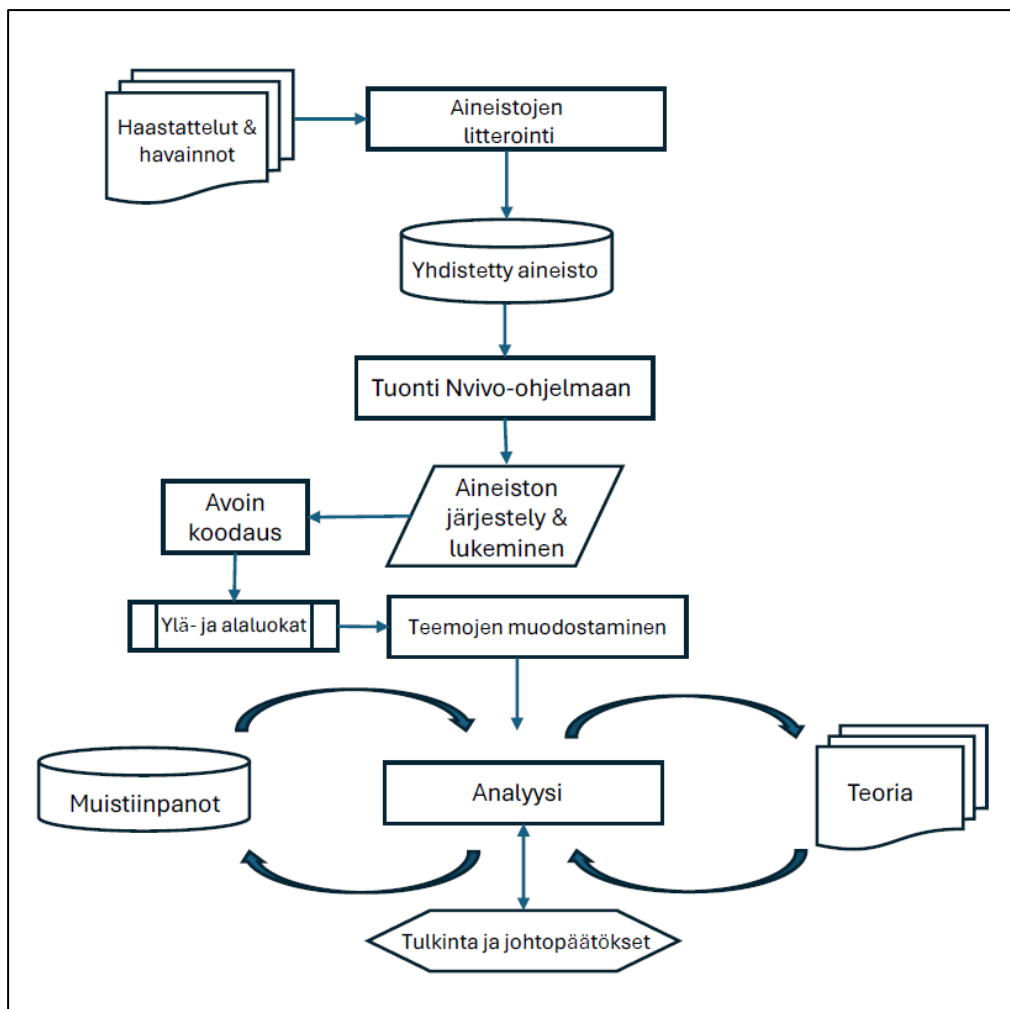 Haastattelut &
havainnot
Aineistojen
litterointi
Yhdistetty aineisto
Tuonti Nvivo-ohjelmaan
Aineiston
järjestely &
lukeminen
Avoin
koodaus
Ylä- ja alaluokat
Teemojen muodostaminen
Muistiinpanot
Analyysi
Teoria
Tulkinta ja johtopäätökset